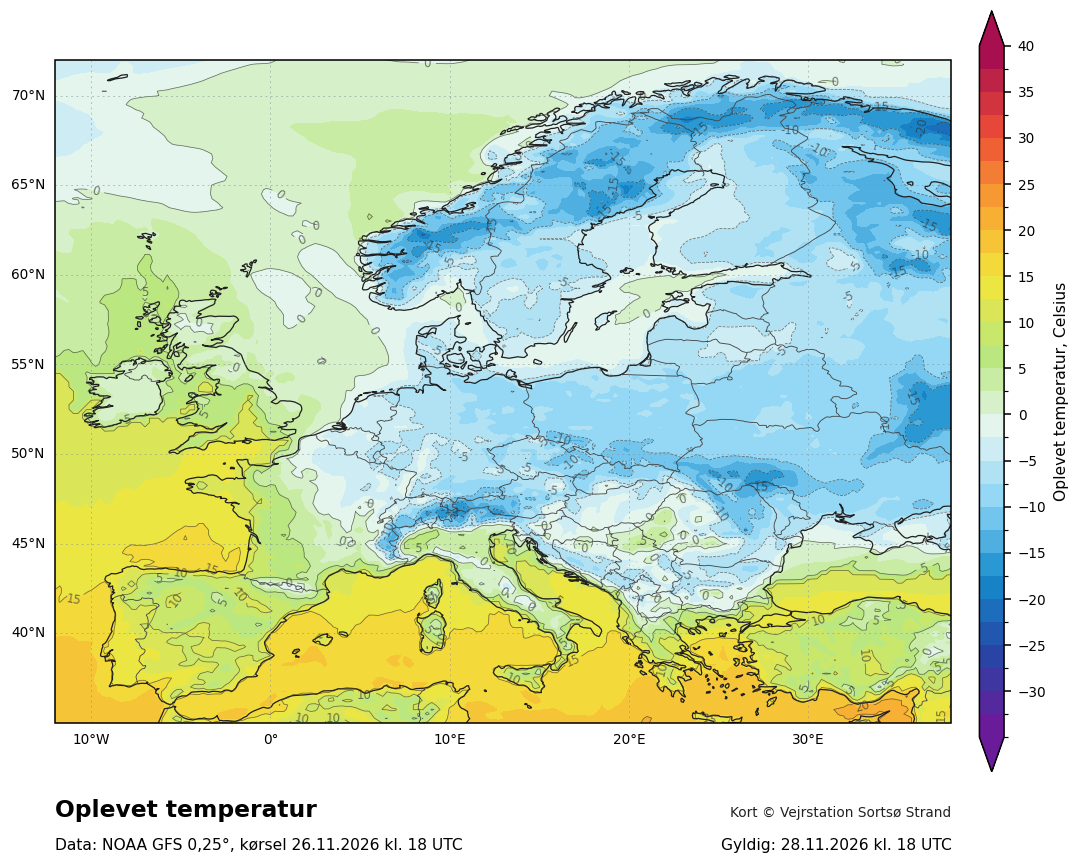 70°N
65°N
60°N
55°N
50°N
45°N
40°N
10°W
0°
10°E
20°E
30°E
40
35
30
25
20
15
10
5
0
−5
−10
−15
−20
−25
−30
Oplevet temperatur, Celsius
Oplevet temperatur
Kort © Vejrstation Sortsø Strand
Data: NOAA GFS 0,25°, kørsel 26.11.2026 kl. 18 UTC
Gyldig: 28.11.2026 kl. 18 UTC